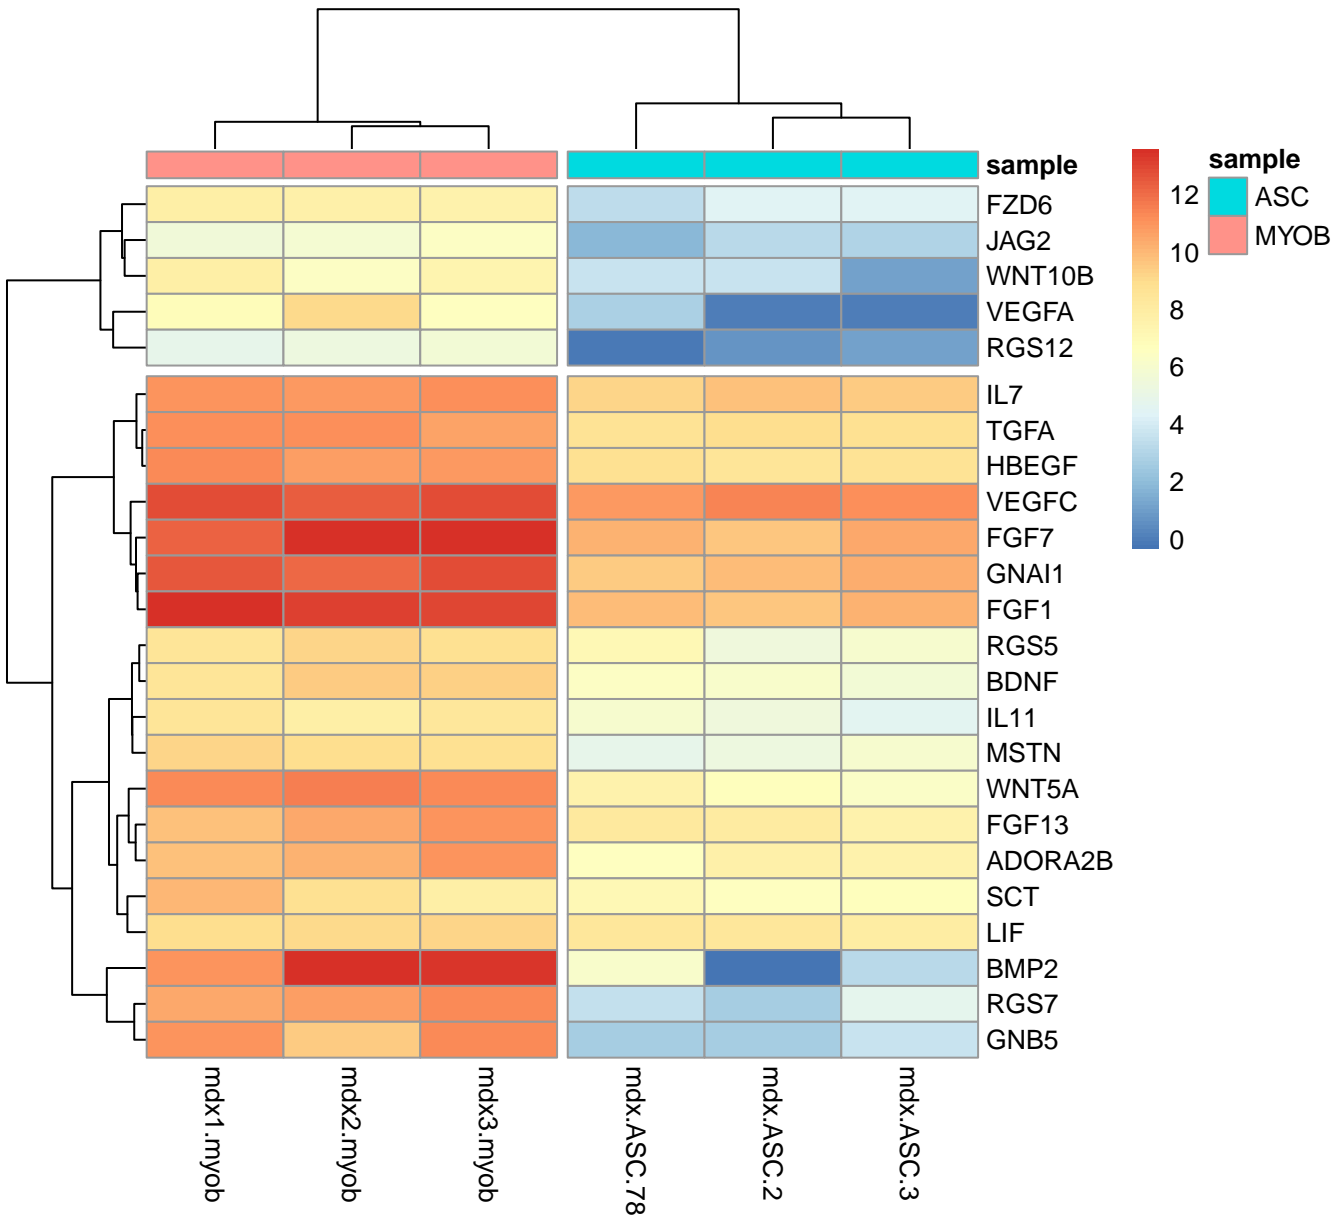 sample
FZD6
JAG2
WNT10B
VEGFA
RGS12
IL7
TGFA
HBEGF
VEGFC
FGF7
GNAI1
FGF1
RGS5
BDNF
IL11
MSTN
WNT5A
FGF13
ADORA2B
SCT
LIF
BMP2
RGS7
GNB5
mdx1.myob
mdx2.myob
mdx3.myob
mdx.ASC.78
mdx.ASC.2
mdx.ASC.3
12
10
8
6
4
2
0
sample
ASC
MYOB